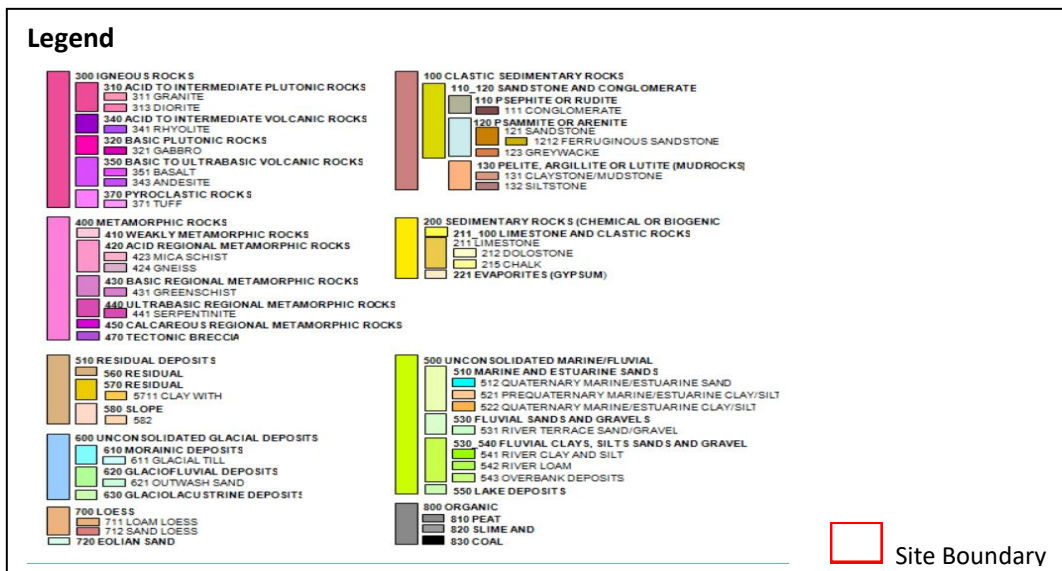 Legend
300 IGNEOUS ROCKS
310 ACID TO INTERMEDIATE PLUTONIC ROCKS
311 GRANITE
313 DIORITE
340 ACID TO INTERMEDIATE VOLCANIC ROCKS
341 RHYOLITE
320 BASIC PLUTONIC ROCKS
321 GABBRO
350 BASIC TO ULTRABASIC VOLCANIC ROCKS
351 BASALT
343 ANDESITE
370 PYROCLASTIC ROCKS
371 TUFF
400 METAMORPHIC ROCKS
410 WEAKLY METAMORPHIC ROCKS
420 ACID REGIONAL METAMORPHIC ROCKS
423 MICA SCHIST
424 GNEISS
430 BASIC REGIONAL METAMORPHIC ROCKS
431 GREENSCHIST
440 ULTRABASIC REGIONAL METAMORPHIC ROCKS
441 SERPENTINITE
450 CALCAREOUS REGIONAL METAMORPHIC ROCKS
470 TECTONIC BRECCIA
510 RESIDUAL DEPOSITS
560 RESIDUAL
570 RESIDUAL
5711 CLAY WITH
580 SLOPE
582
600 UNCONSOLIDATED GLACIAL DEPOSITS
610 MORAINIC DEPOSITS
611 GLACIAL TILL
620 GLACIOFLUVIAL DEPOSITS
621 OUTWASH SAND
630 GLACIOLACUSTRINE DEPOSITS
700 LOESS
711 LOAM LOESS
712 SAND LOESS
720 EOLIAN SAND
100 CLASTIC SEDIMENTARY ROCKS
110_120 SANDSTONE AND CONGLOMERATE
110 PSEPHITE OR RUDITE
111 CONGLOMERATE
120 PSAMMITE OR ARENITE
121 SANDSTONE
1212 FERRUGINOUS SANDSTONE
123 GREYWACKE
130 PELITE, ARGILLITE OR LUTITE (MUDROCKS)
131 CLAYSTONE/MUDSTONE
132 SILTSTONE
200 SEDIMENTARY ROCKS (CHEMICAL OR BIOGENIC
211_100 LIMESTONE AND CLASTIC ROCKS
211 LIMESTONE
212 DOLOSTONE
215 CHALK
221 EVAPORITES (GYPSUM)
500 UNCONSOLIDATED MARINE/FLUVIAL
510 MARINE AND ESTUARINE SANDS
512 QUATERNARY MARINE/ESTUARINE SAND
521 PREQUATERNARY MARINE/ESTUARINE CLAY/SILT
522 QUATERNARY MARINE/ESTUARINE CLAY/SILT
530 FLUVIAL SANDS AND GRAVELS
531 RIVER TERRACE SAND/GRAVEL
530_540 FLUVIAL CLAYS, SILTS SANDS AND GRAVEL
541 RIVER CLAY AND SILT
542 RIVER LOAM
543 OVERBANK DEPOSITS
550 LAKE DEPOSITS
800 ORGANIC
810 PEAT
820 SLIME AND
830 COAL
Site Boundary